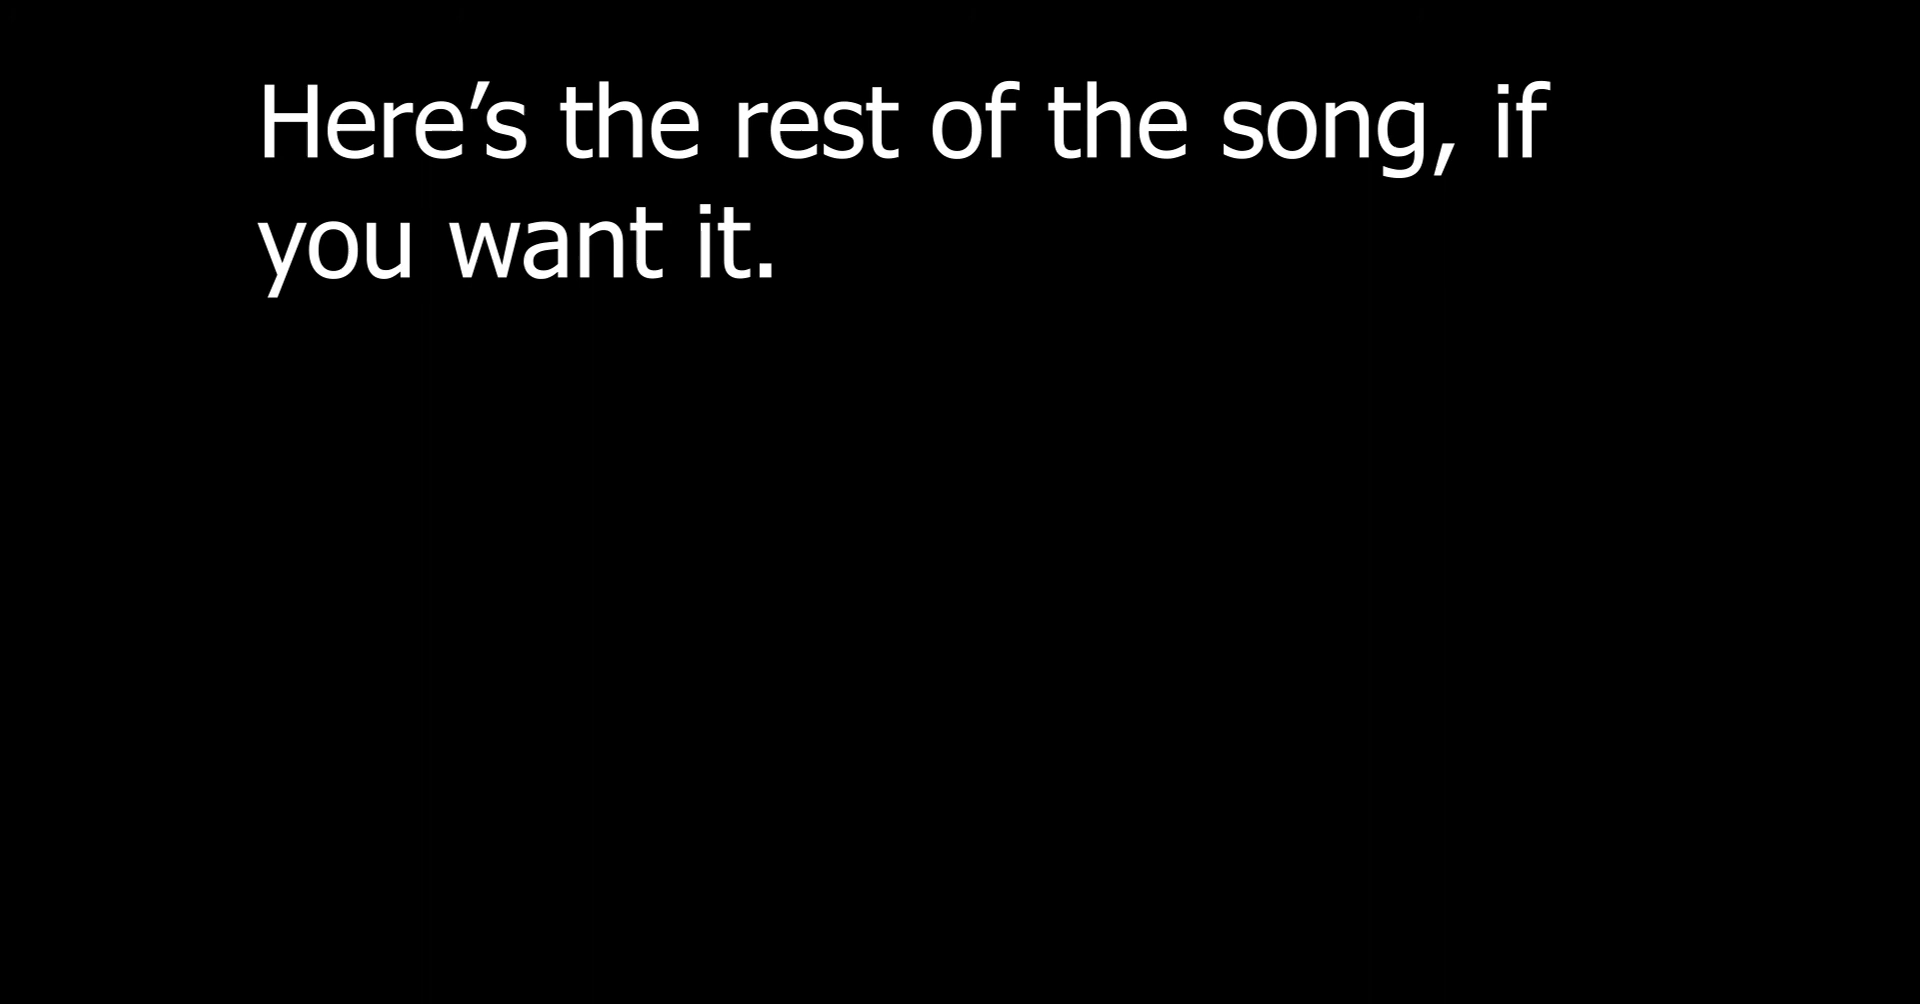 Here’s the rest of the song, if
you want it.